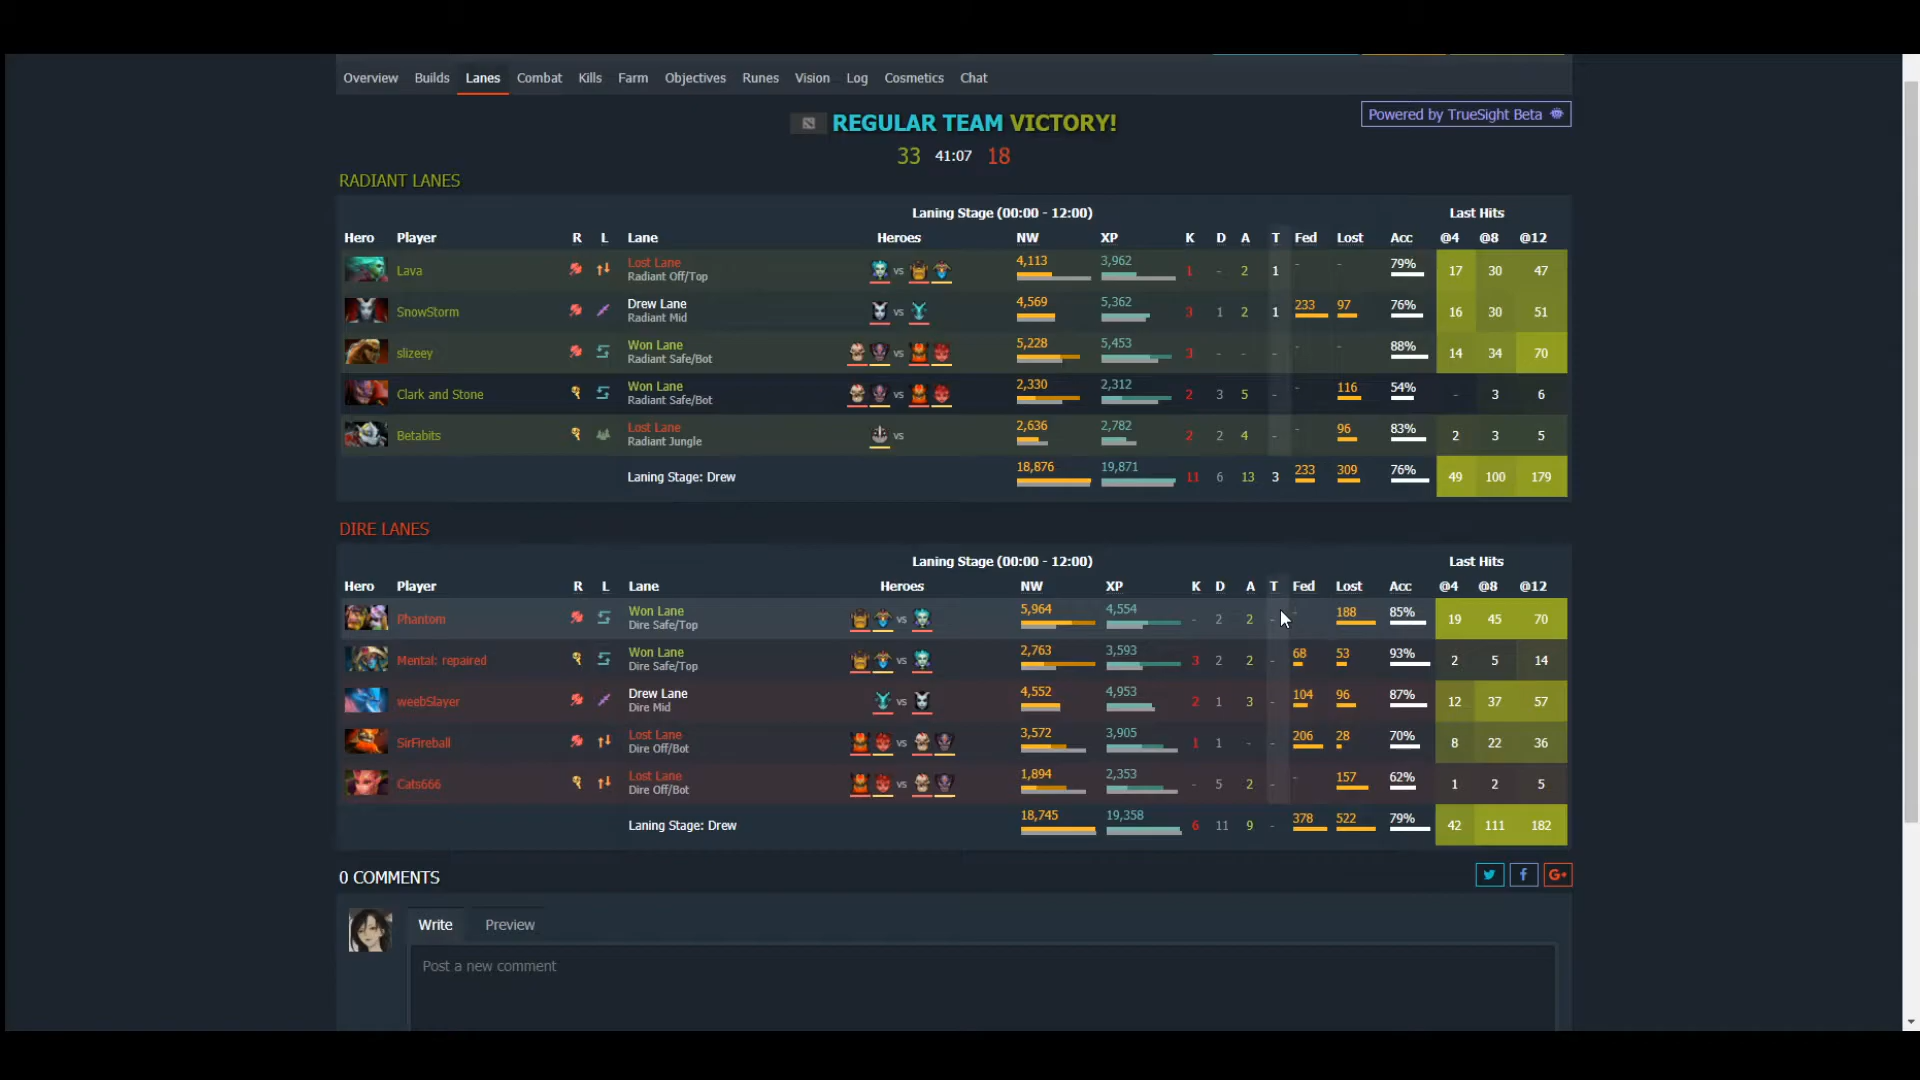 Overview Builds Lanes Combat Kills Farm Objectives Runes Vision Log Cosmetics Chat
REGULAR TEAM VICTORY!
Powered by TrueSight Beta
33 41:07 18
RADIANT LANES
Laning Stage (00:00 - 12:00) Last Hits
Hero Player R L Lane Heroes NW XP K D A T Fed Lost Acc @4 @8 @12
Lava Lost Lane Radiant Off/Top vs 4,113 3,962 1 - 2 1 - - 79% 17 30 47
SnowStorm Drew Lane Radiant Mid vs 4,569 5,362 3 1 2 1 233 97 76% 16 30 51
slizeey Won Lane Radiant Safe/Bot vs 5,228 5,453 3 - - - - - 88% 14 34 70
Clark and Stone Won Lane Radiant Safe/Bot vs 2,330 2,312 2 3 5 - - 116 54% - 3 6
Betabits Lost Lane Radiant Jungle vs 2,636 2,782 2 2 4 - - 96 83% 2 3 5
Laning Stage: Drew 18,876 19,871 11 6 13 3 233 309 76% 49 100 179
DIRE LANES
Laning Stage (00:00 - 12:00) Last Hits
Hero Player R L Lane Heroes NW XP K D A T Fed Lost Acc @4 @8 @12
Phantom Won Lane Dire Safe/Top vs 5,964 4,554 - 2 2 - - 188 85% 19 45 70
Mental: repaired Won Lane Dire Safe/Top vs 2,763 3,593 3 2 2 - 68 53 93% 2 5 14
weebSlayer Drew Lane Dire Mid vs 4,552 4,953 2 1 3 - 104 96 87% 12 37 57
SirFireball Lost Lane Dire Off/Bot vs 3,572 3,905 1 1 - - 206 28 70% 8 22 36
Cats666 Lost Lane Dire Off/Bot vs 1,894 2,353 - 5 2 - - 157 62% 1 2 5
Laning Stage: Drew 18,745 19,358 6 11 9 - 378 522 79% 42 111 182
0 COMMENTS
f G+
Write Preview
Post a new comment